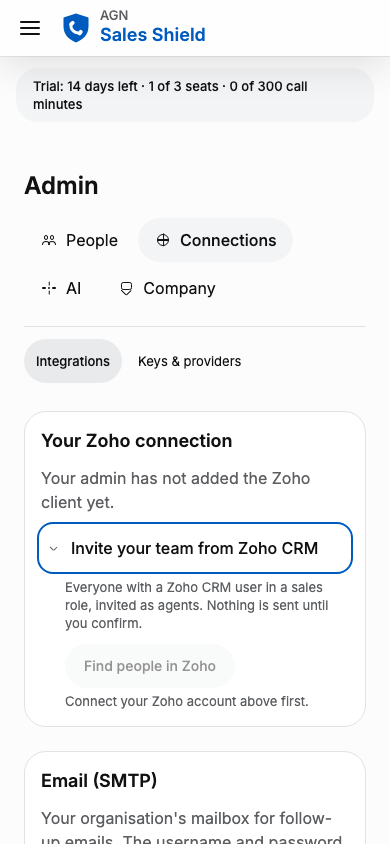 AGN
Sales Shield
Trial: 14 days left · 1 of 3 seats · 0 of 300 call
minutes
Admin
People
Connections
AI
Company
Integrations
Keys & providers
Your Zoho connection
Your admin has not added the Zoho
client yet.
Invite your team from Zoho CRM
Everyone with a Zoho CRM user in a sales
role, invited as agents. Nothing is sent until
you confirm.
Find people in Zoho
Connect your Zoho account above first.
Email (SMTP)
Your organisation's mailbox for follow-
up emails. The username and password